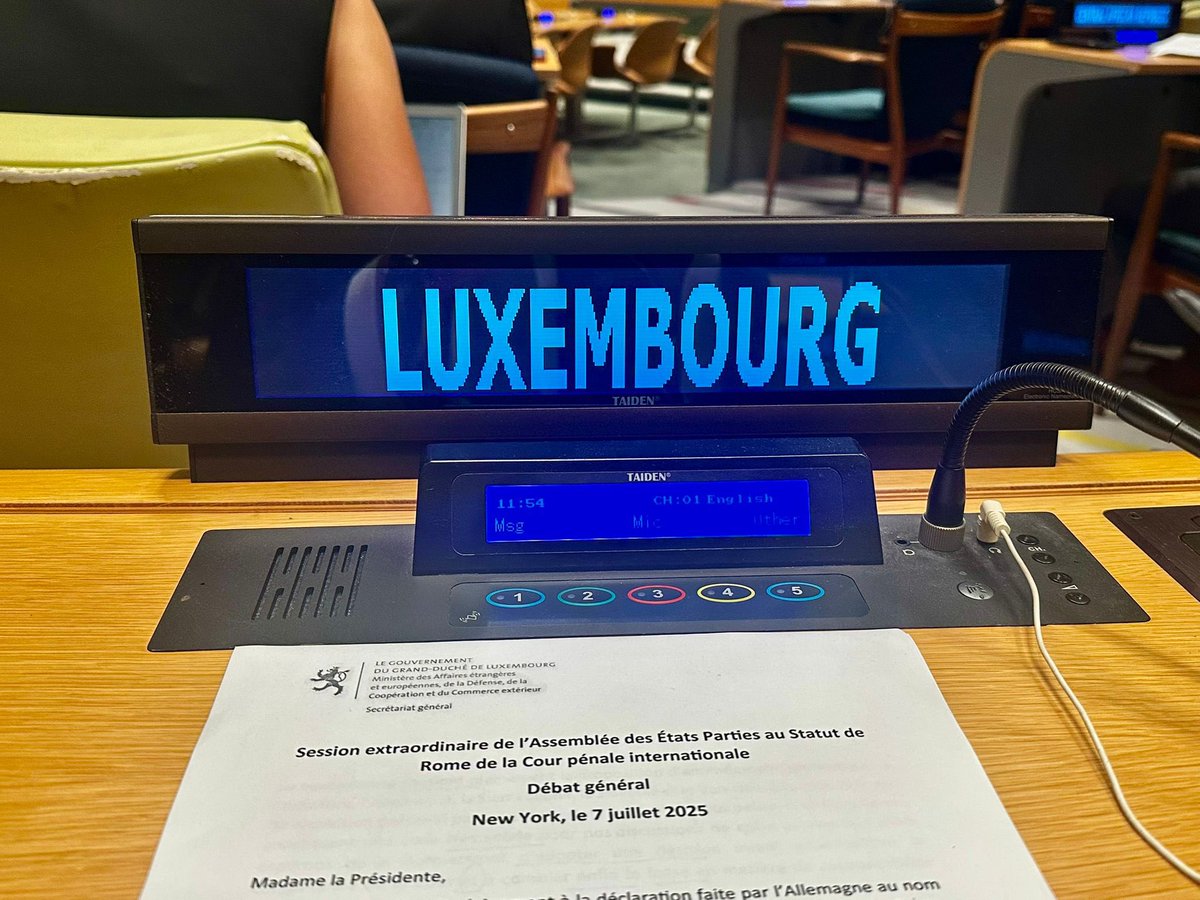 LUXEMBOURG
TAIDEN®
TAIDEN®
11:54 CH:01 English
Msg Mic Other
1 2 3 4 5
CH.
LE GOUVERNEMENT
DU GRAND-DUCHÉ DE LUXEMBOURG
Ministère des Affaires étrangères
et européennes, de la Défense, de la
Coopération et du Commerce extérieur
Secrétariat général
Session extraordinaire de l'Assemblée des États Parties au Statut de
Rome de la Cour pénale internationale
Débat général
New York, le 7 juillet 2025
Madame la Présidente,
à la déclaration faite par l'Allemagne au nom